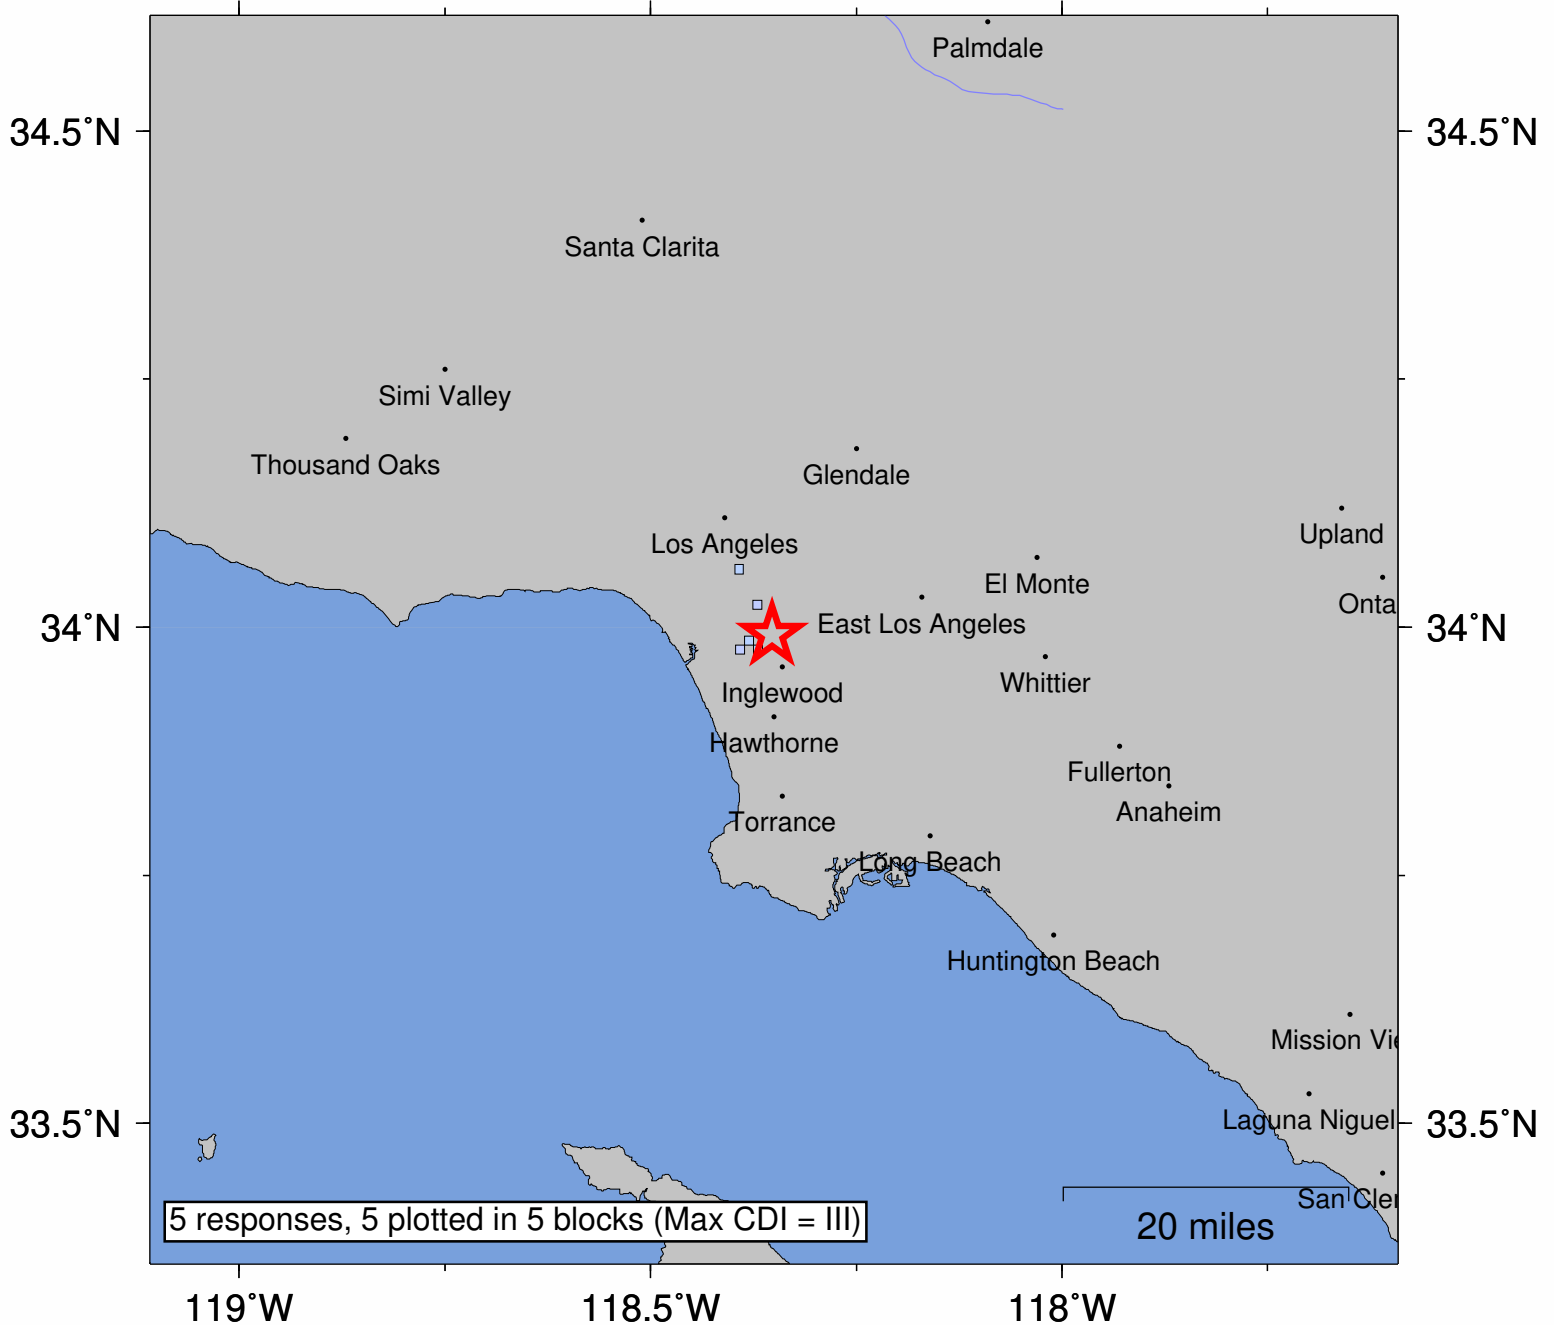 Palmdale
34.5°N
34.5°N
Santa Clarita
Simi Valley
Thousand Oaks
Glendale
Upland
Los Angeles
El Monte
Onta
34°N
East Los Angeles
34°N
Whittier
Inglewood
Hawthorne
Fullerton
Anaheim
Torrance
Long Beach
Huntington Beach
Mission Vie
33.5°N
Laguna Niguel
33.5°N
San Cler
5 responses, 5 plotted in 5 blocks (Max CDI = III)
20 miles
119°W
118.5°W
118°W